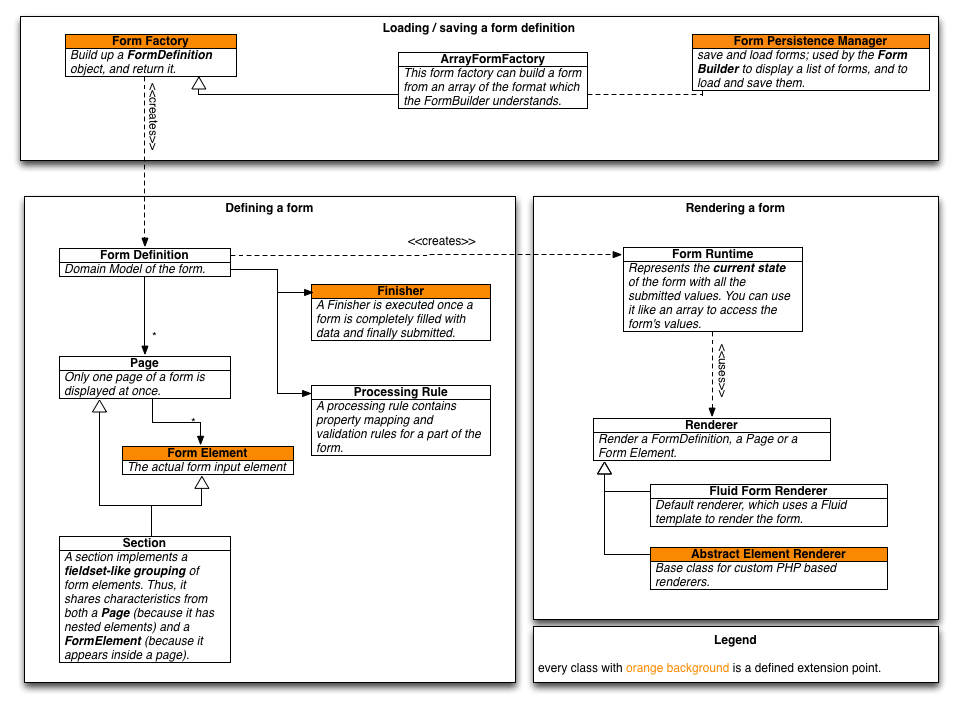 Loading / saving a form definition
Form Factory
Build up a FormDefinition
object, and return it.
<<creates>>
ArrayFormFactory
This form factory can build a form
from an array of the format which
the FormBuilder understands.
Form Persistence Manager
save and load forms; used by the Form
Builder to display a list of forms, and to
load and save them.
Defining a form
Form Definition
Domain Model of the form.
<<creates>>
Finisher
A Finisher is executed once a
form is completely filled with
data and finally submitted.
*
Page
Only one page of a form is
displayed at once.
*
Processing Rule
A processing rule contains
property mapping and
validation rules for a part of the
form.
Form Element
The actual form input element
Section
A section implements a
fieldset-like grouping of
form elements. Thus, it
shares characteristics from
both a Page (because it has
nested elements) and a
FormElement (because it
appears inside a page).
Rendering a form
Form Runtime
Represents the current state
of the form with all the
submitted values. You can use
it like an array to access the
form's values.
<<uses>>
Renderer
Render a FormDefinition, a Page or a
Form Element.
Fluid Form Renderer
Default renderer, which uses a Fluid
template to render the form.
Abstract Element Renderer
Base class for custom PHP based
renderers.
Legend
every class with orange background is a defined extension point.